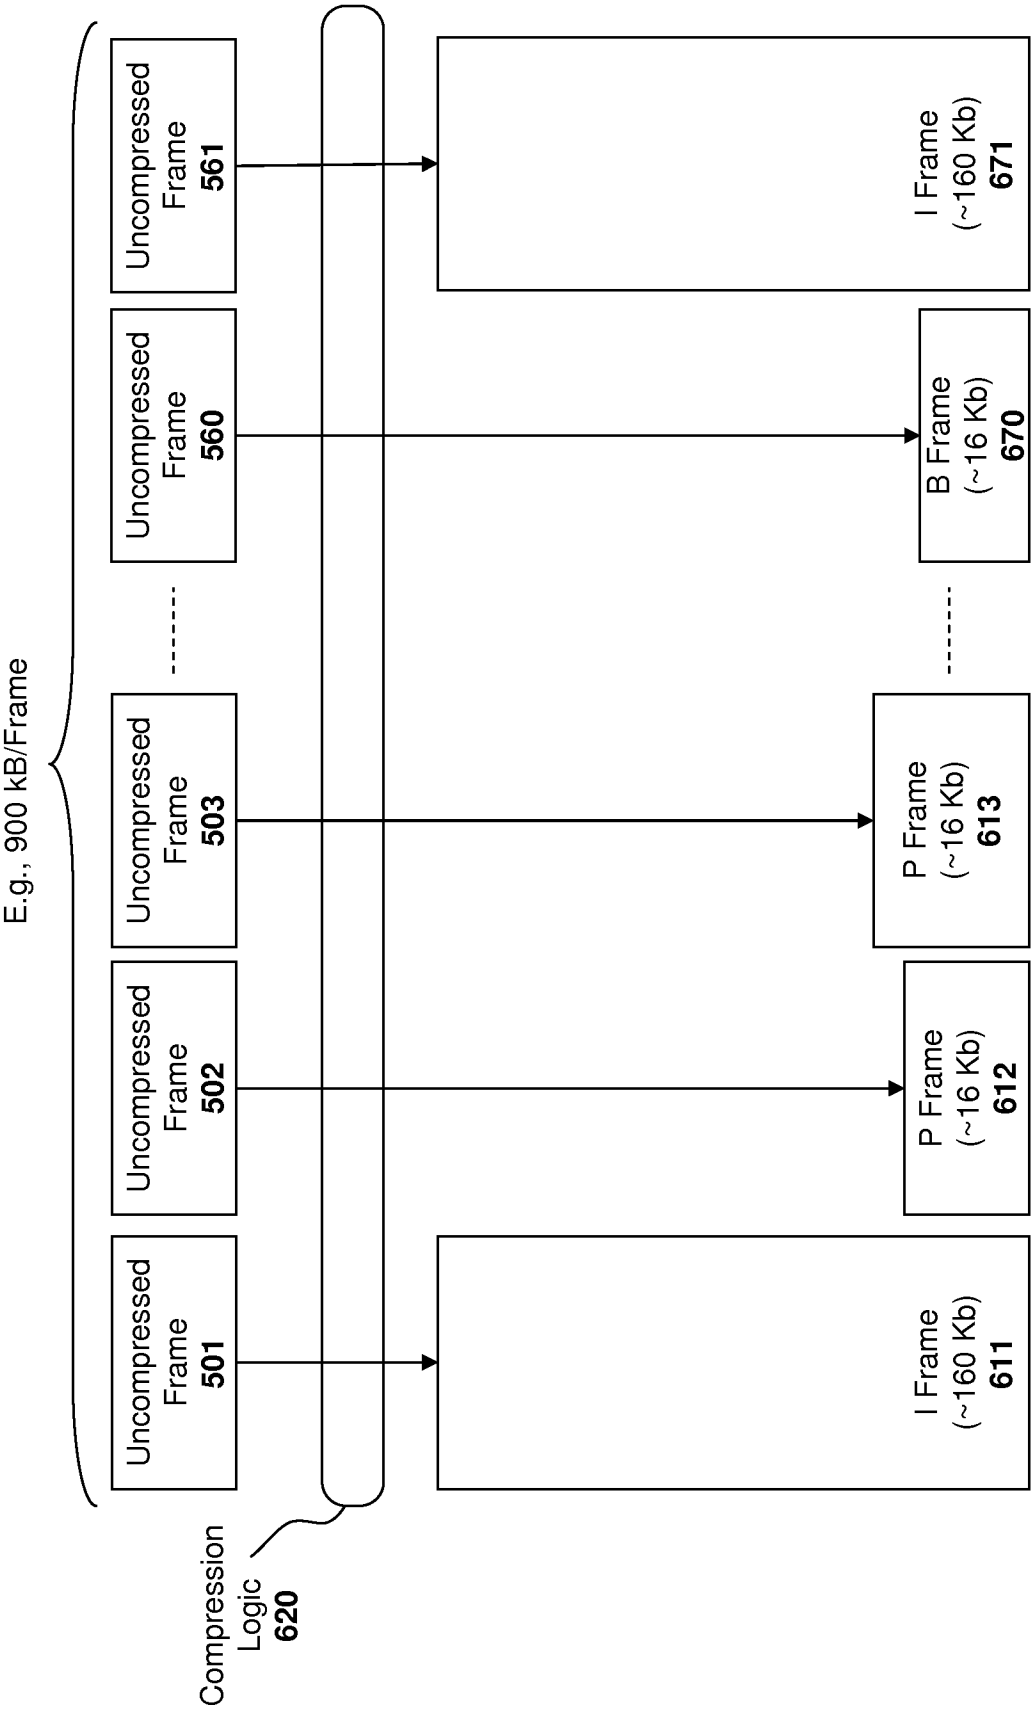 E.g., 900 kB/Frame
Uncompressed
Frame
501
Uncompressed
Frame
502
Uncompressed
Frame
503
Uncompressed
Frame
560
Uncompressed
Frame
561
Compression
Logic
620
I Frame
(~160 Kb)
611
P Frame
(~16 Kb)
612
P Frame
(~16 Kb)
613
B Frame
(~16 Kb)
670
I Frame
(~160 Kb)
671